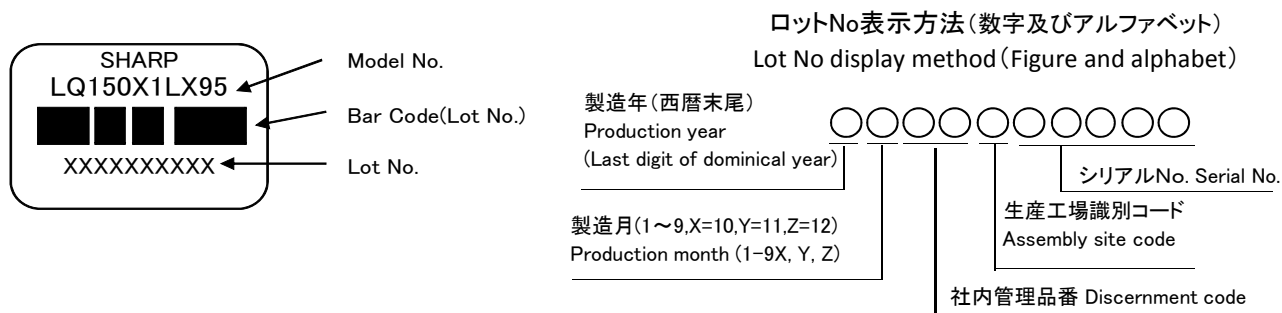 SHARP
LQ150X1LX95
XXXXXXXXXX
Model No.
Bar Code(Lot No.)
Lot No.
ロットNo表示方法(数字及びアルファベット)
Lot No display method(Figure and alphabet)
製造年(西暦末尾)
Production year
(Last digit of dominical year)
○○○○○○○○○○
シリアルNo. Serial No.
製造月(1~9,X=10,Y=11,Z=12)
Production month (1-9X, Y, Z)
生産工場識別コード
Assembly site code
社内管理品番 Discernment code